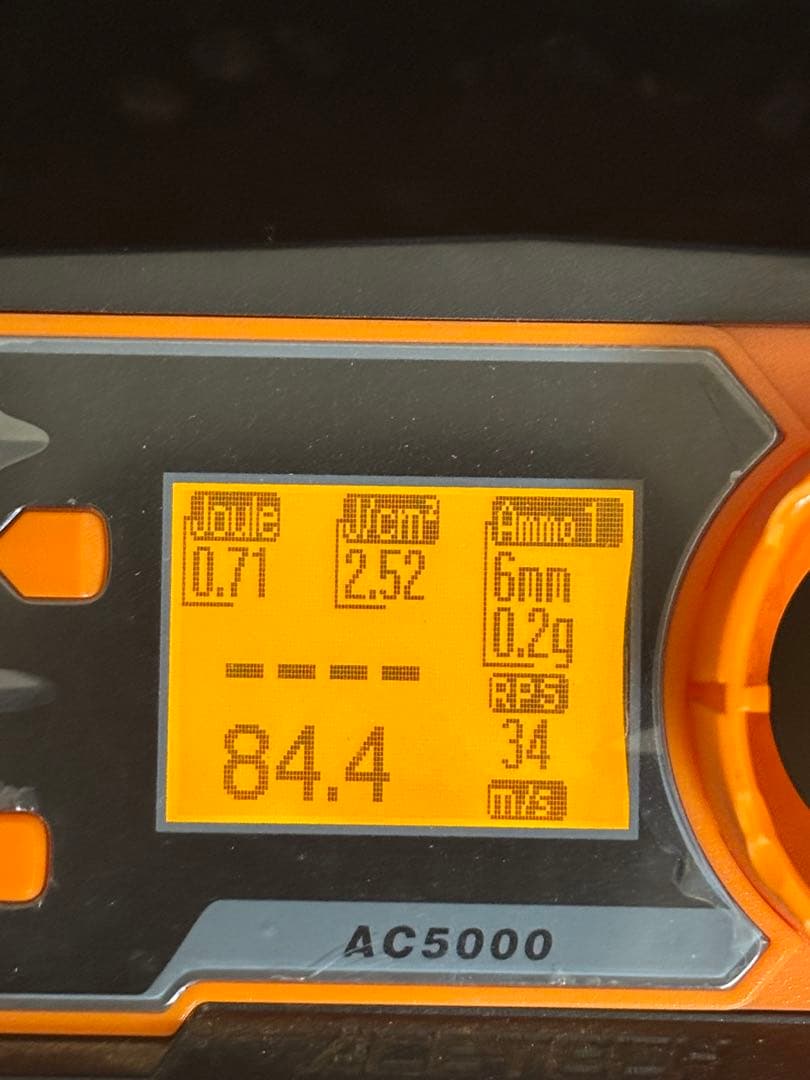 Joule J/cm² Ammo 1
0.71 2.52 6mm
0.2g
---- RPS
84.4 34
m/s
AC5000